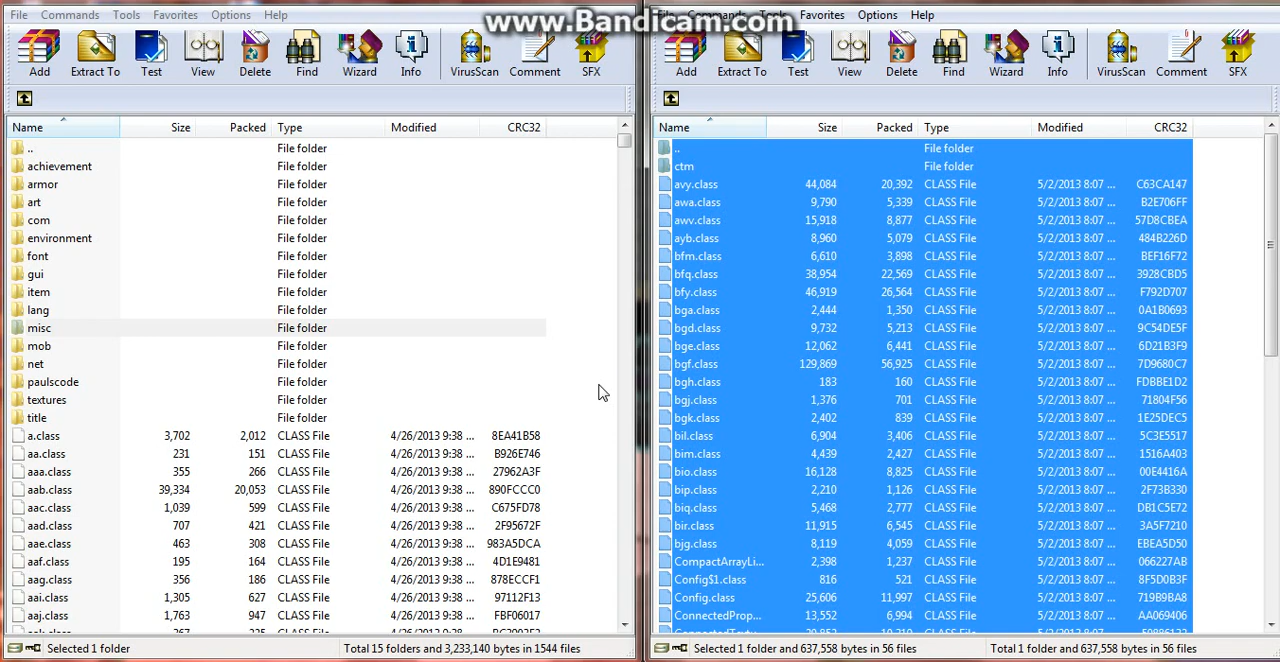 www.Bandicam.com
File Commands Tools Favorites Options Help
Add Extract To Test View Delete Find Wizard Info VirusScan Comment SFX
Name Size Packed Type Modified CRC32
.. File folder
achievement File folder
armor File folder
art File folder
com File folder
environment File folder
font File folder
gui File folder
item File folder
lang File folder
misc File folder
mob File folder
net File folder
paulscode File folder
textures File folder
title File folder
a.class 3,702 2,012 CLASS File 4/26/2013 9:38 ... 8EA41B58
aa.class 231 151 CLASS File 4/26/2013 9:38 ... B926E746
aaa.class 355 266 CLASS File 4/26/2013 9:38 ... 27962A3F
aab.class 39,334 20,053 CLASS File 4/26/2013 9:38 ... 890FCCC0
aac.class 1,039 599 CLASS File 4/26/2013 9:38 ... C675FD78
aad.class 707 421 CLASS File 4/26/2013 9:38 ... 2F95672F
aae.class 463 308 CLASS File 4/26/2013 9:38 ... 983A5DCA
aaf.class 195 164 CLASS File 4/26/2013 9:38 ... 4D1E9481
aag.class 356 186 CLASS File 4/26/2013 9:38 ... 878ECCF1
aai.class 1,305 627 CLASS File 4/26/2013 9:38 ... 97112F13
aaj.class 1,763 947 CLASS File 4/26/2013 9:38 ... FBF06017
Selected 1 folder Total 15 folders and 3,233,140 bytes in 1544 files
File Commands Tools Favorites Options Help
Add Extract To Test View Delete Find Wizard Info VirusScan Comment SFX
Name Size Packed Type Modified CRC32
.. File folder
ctm File folder
avy.class 44,084 20,392 CLASS File 5/2/2013 8:07 ... C63CA147
awa.class 9,790 5,339 CLASS File 5/2/2013 8:07 ... B2E706FF
awv.class 15,918 8,877 CLASS File 5/2/2013 8:07 ... 57D8CBEA
ayb.class 8,960 5,079 CLASS File 5/2/2013 8:07 ... 484B226D
bfm.class 6,610 3,898 CLASS File 5/2/2013 8:07 ... BEF16F72
bfq.class 38,954 22,569 CLASS File 5/2/2013 8:07 ... 3928CBD5
bfy.class 46,919 26,564 CLASS File 5/2/2013 8:07 ... F792D707
bga.class 2,444 1,350 CLASS File 5/2/2013 8:07 ... 0A1B0693
bgd.class 9,732 5,213 CLASS File 5/2/2013 8:07 ... 9C54DE5F
bge.class 12,062 6,441 CLASS File 5/2/2013 8:07 ... 6D21B3F9
bgf.class 129,869 56,925 CLASS File 5/2/2013 8:07 ... 7D9680C7
bgh.class 183 160 CLASS File 5/2/2013 8:07 ... FDBBE1D2
bgj.class 1,376 701 CLASS File 5/2/2013 8:07 ... 71804F56
bgk.class 2,402 839 CLASS File 5/2/2013 8:07 ... 1E25DEC5
bil.class 6,904 3,406 CLASS File 5/2/2013 8:07 ... 5C3E5517
bim.class 4,439 2,427 CLASS File 5/2/2013 8:07 ... 1516A403
bio.class 16,128 8,825 CLASS File 5/2/2013 8:07 ... 00E4416A
bip.class 2,210 1,126 CLASS File 5/2/2013 8:07 ... 2F73B330
biq.class 5,468 2,777 CLASS File 5/2/2013 8:07 ... DB1C5E72
bir.class 11,915 6,545 CLASS File 5/2/2013 8:07 ... 3A5F7210
bjg.class 8,119 4,059 CLASS File 5/2/2013 8:07 ... EBEA5D50
CompactArrayLi... 2,398 1,237 CLASS File 5/2/2013 8:07 ... 066227AB
Config$1.class 816 521 CLASS File 5/2/2013 8:07 ... 8F5D0B3F
Config.class 25,606 11,997 CLASS File 5/2/2013 8:07 ... 719B9BA8
ConnectedProp... 13,552 6,994 CLASS File 5/2/2013 8:07 ... AA069406
Selected 1 folder and 637,558 bytes in 56 files Total 1 folder and 637,558 bytes in 56 files